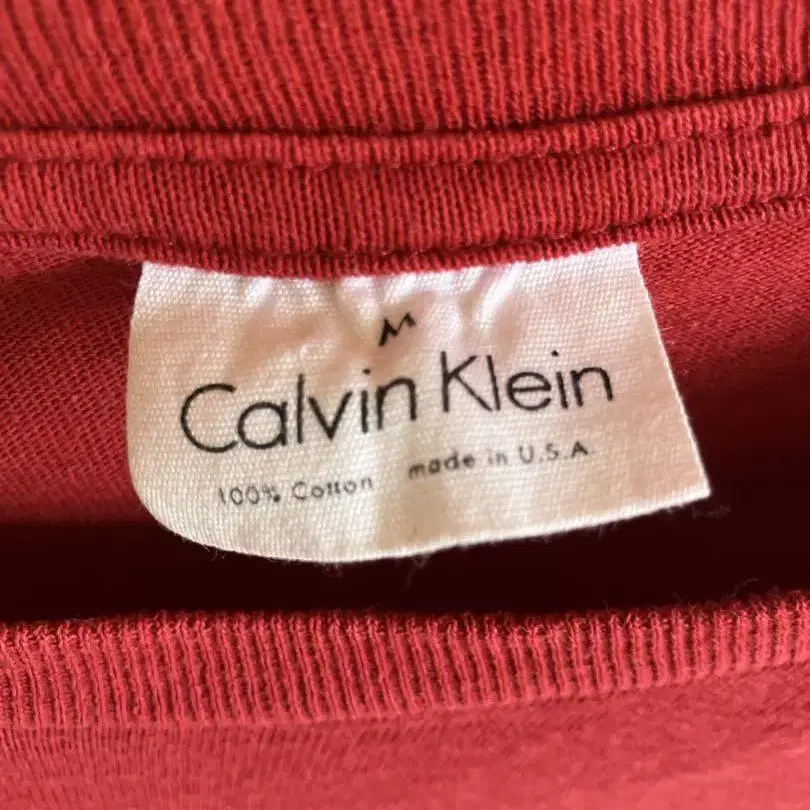 M
Calvin Klein
100% Cotton made in U.S.A.